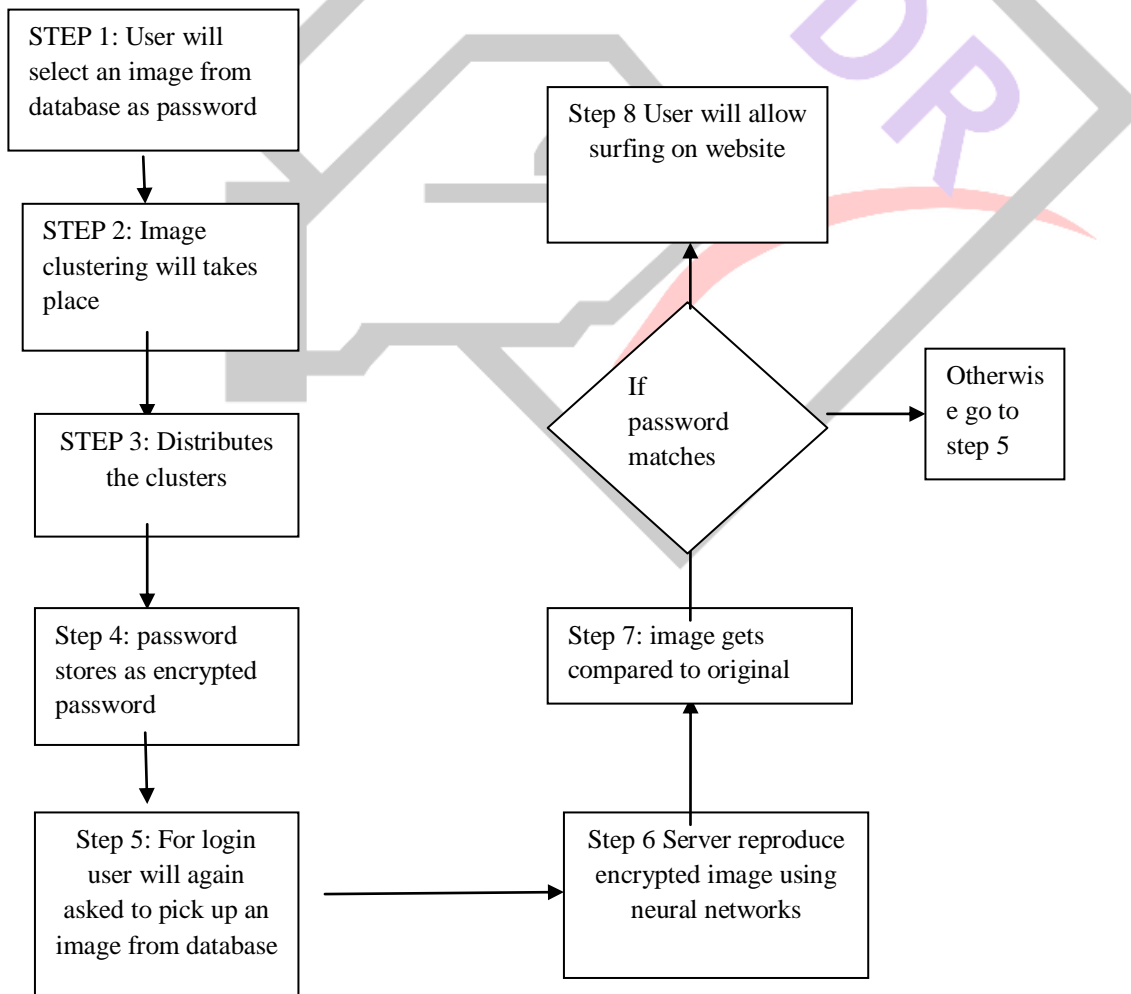 STEP 1: User will
select an image from
database as password
STEP 2: Image
clustering will takes
place
STEP 3: Distributes
the clusters
Step 4: password
stores as encrypted
password
Step 5: For login
user will again
asked to pick up an
image from database
Step 6 Server reproduce
encrypted image using
neural networks
Step 7: image gets
compared to original
If
password
matches
Otherwis
e go to
step 5
Step 8 User will allow
surfing on website
DR